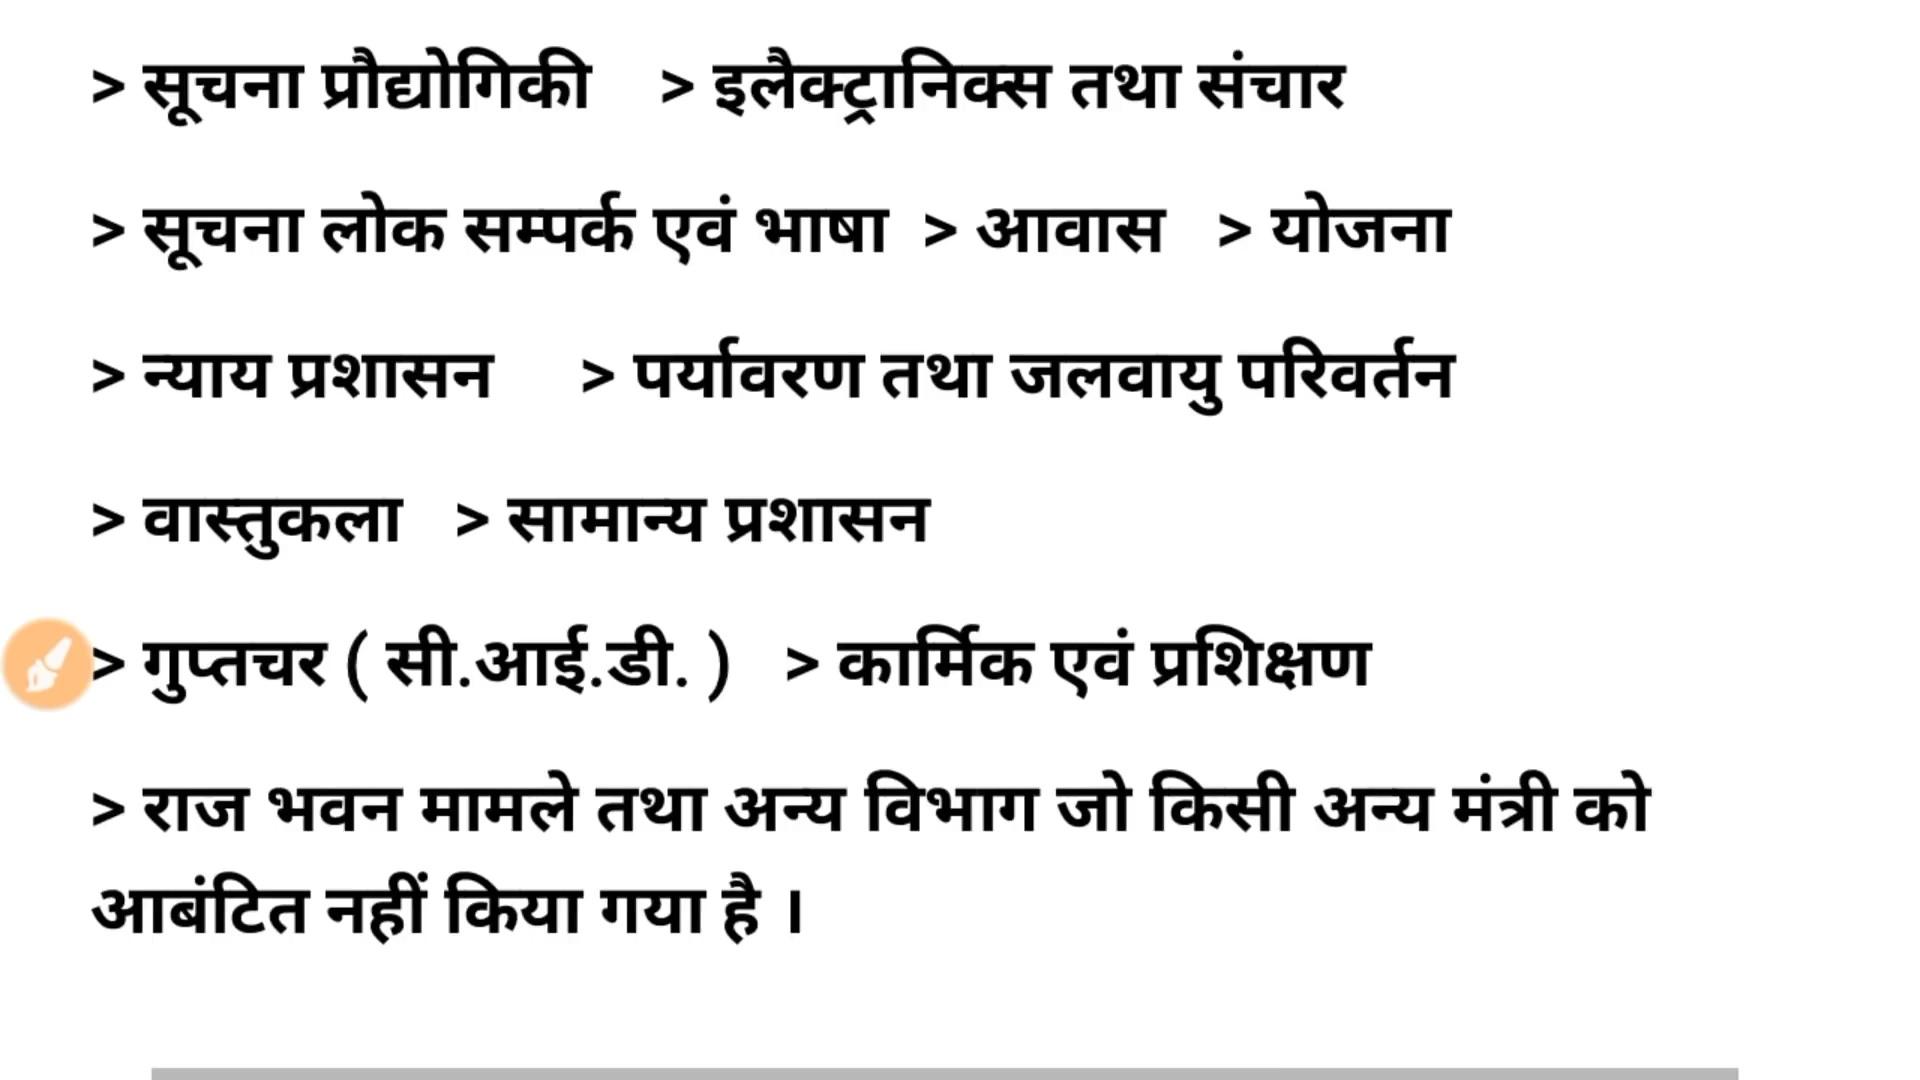 > सूचना प्रौद्योगिकी > इलैक्ट्रानिक्स तथा संचार
> सूचना लोक सम्पर्क एवं भाषा > आवास > योजना
> न्याय प्रशासन > पर्यावरण तथा जलवायु परिवर्तन
> वास्तुकला > सामान्य प्रशासन
> गुप्तचर ( सी.आई.डी. ) > कार्मिक एवं प्रशिक्षण
> राज भवन मामले तथा अन्य विभाग जो किसी अन्य मंत्री को
आबंटित नहीं किया गया है ।